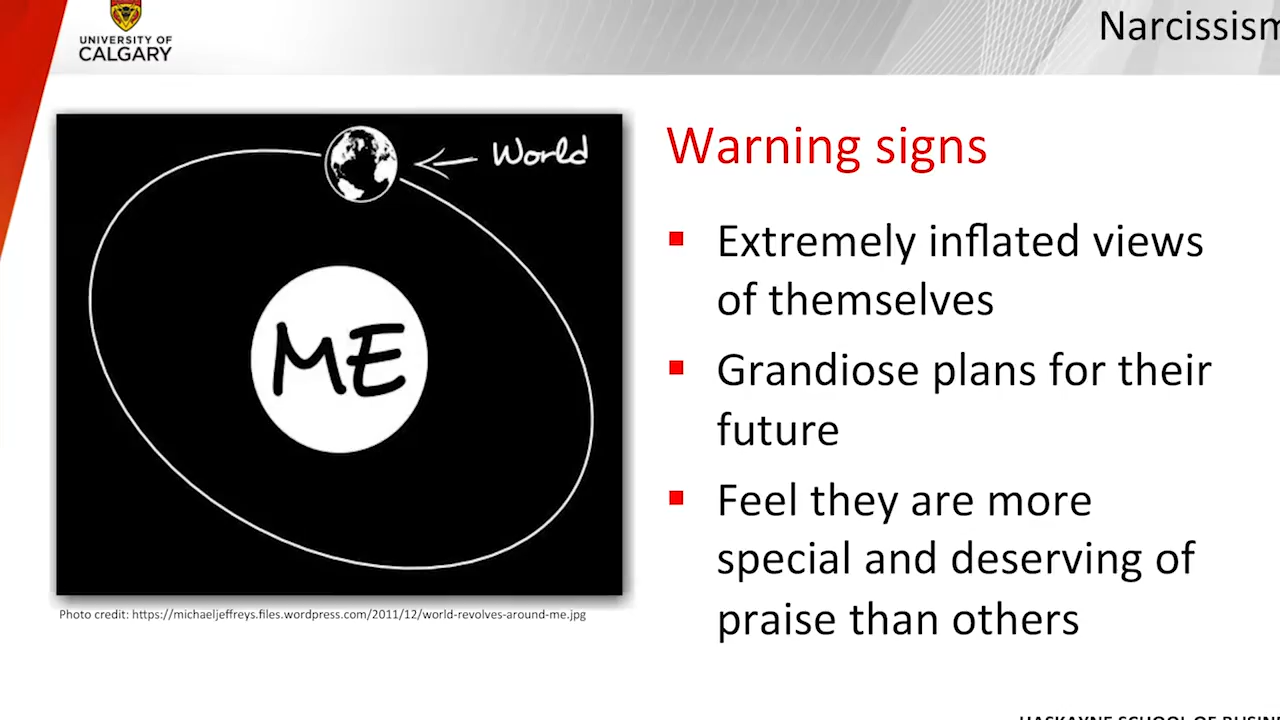 UNIVERSITY OF
CALGARY
Narcissism
World
ME
Warning signs
Extremely inflated views
of themselves
Grandiose plans for their
future
Feel they are more
special and deserving of
praise than others
Photo credit: https://michaeljeffreys.files.wordpress.com/2011/12/world-revolves-around-me.jpg
HASKAYNE SCHOOL OF